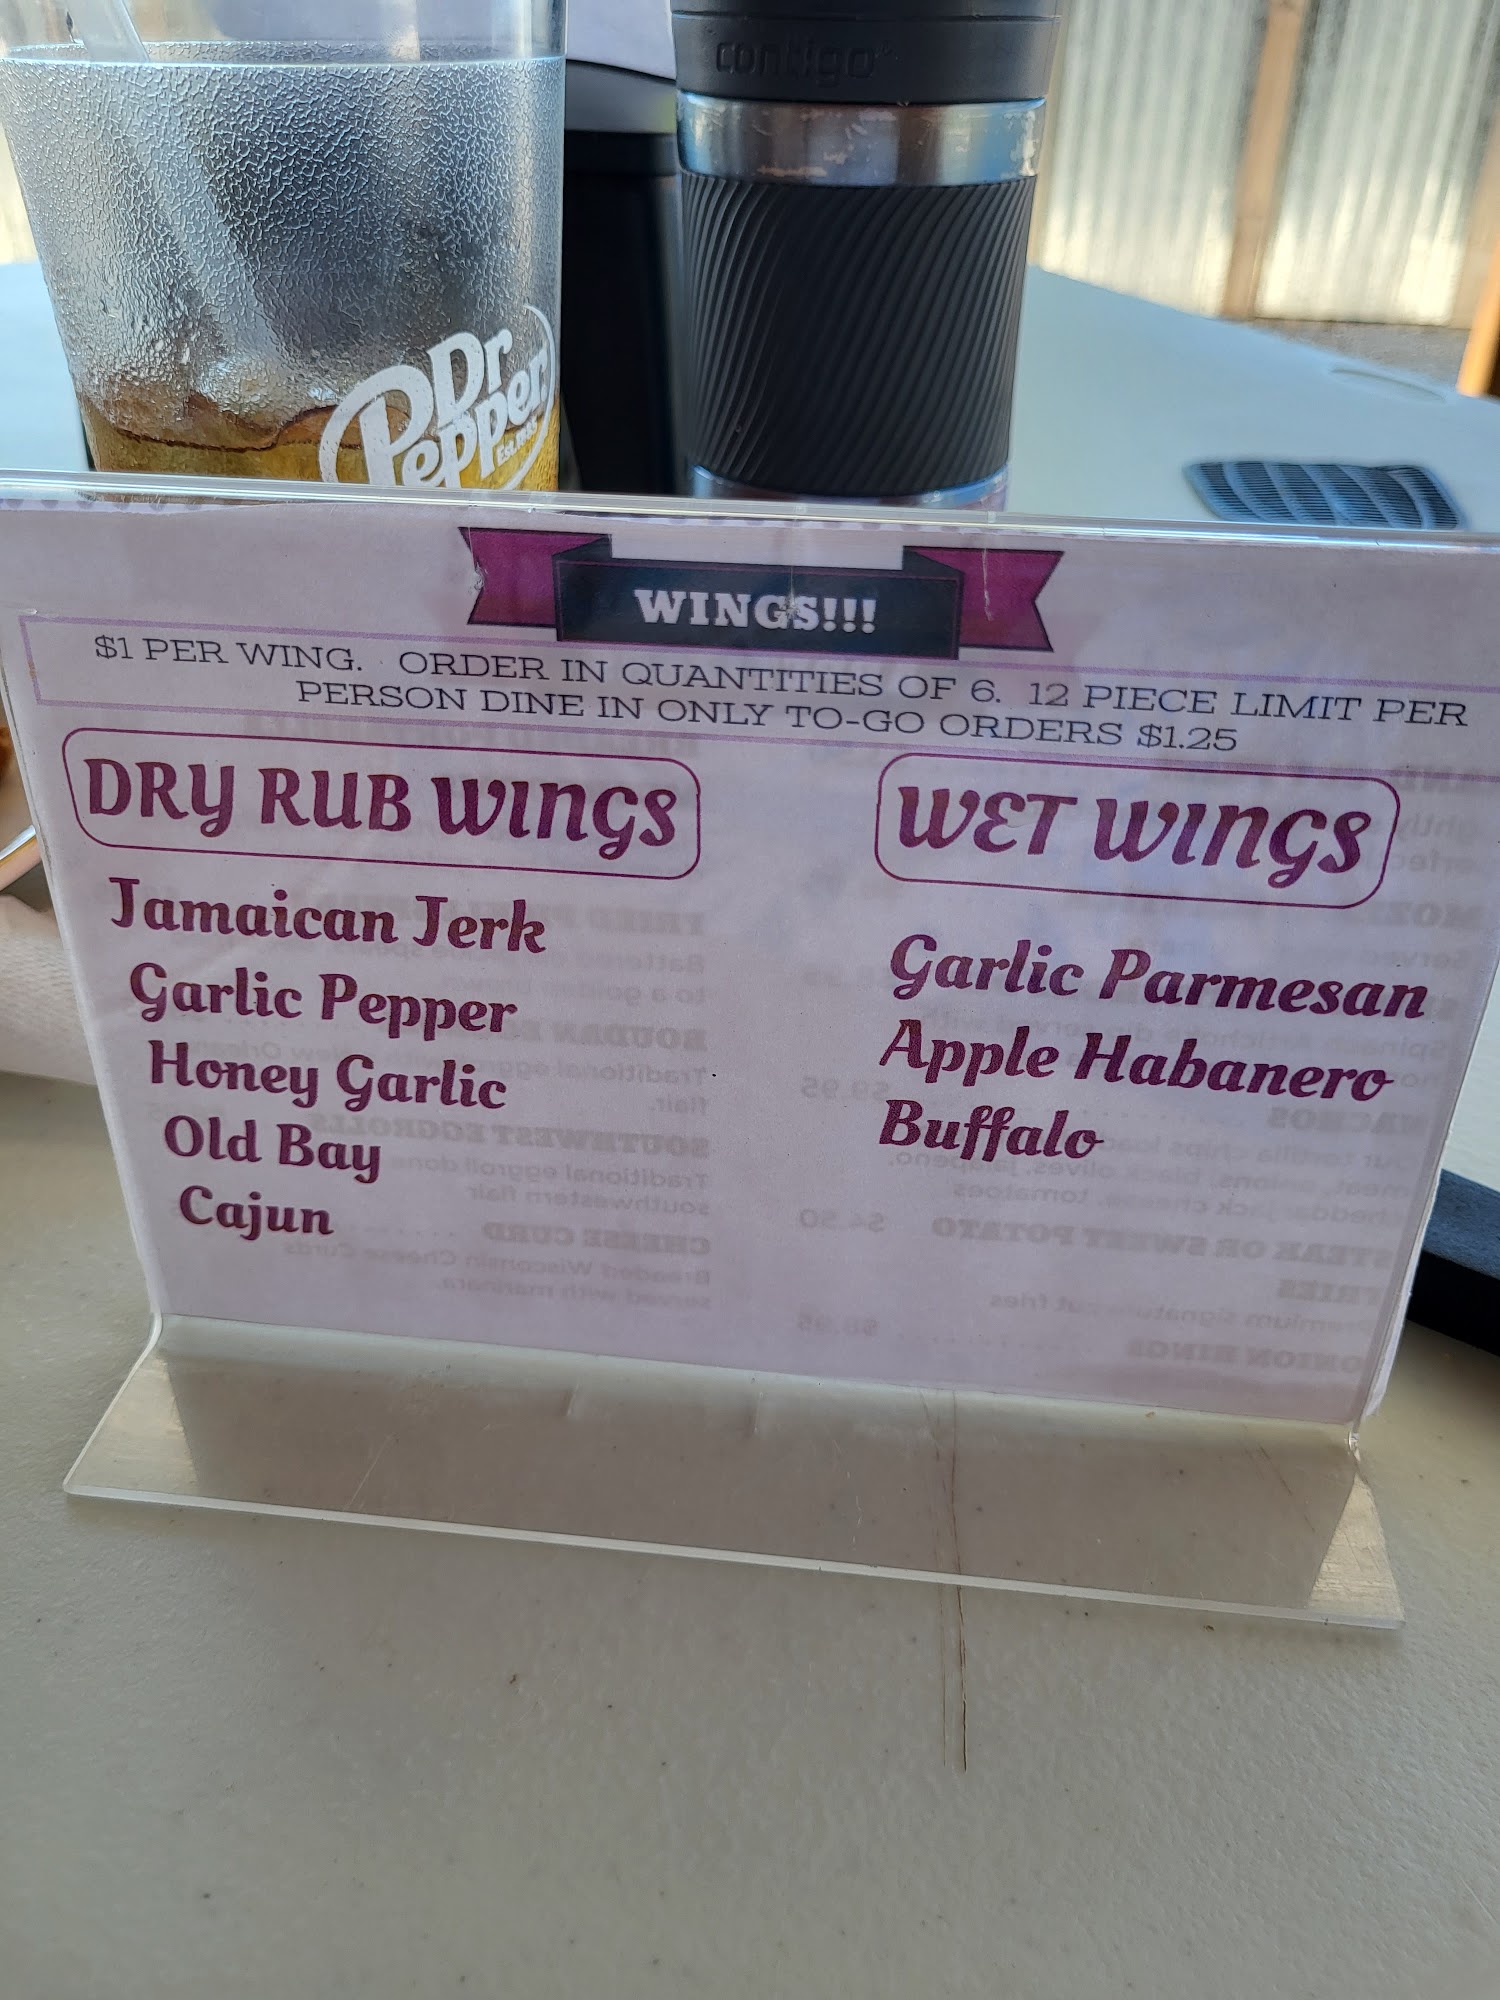 contigo
Dr
Pepper
EST. 1885
WINGS!!!
$1 PER WING. ORDER IN QUANTITIES OF 6. 12 PIECE LIMIT PER
PERSON DINE IN ONLY TO-GO ORDERS $1.25
DRY RUB WINGS
Jamaican Jerk
Garlic Pepper
Honey Garlic
Old Bay
Cajun
WET WINGS
Garlic Parmesan
Apple Habanero
Buffalo